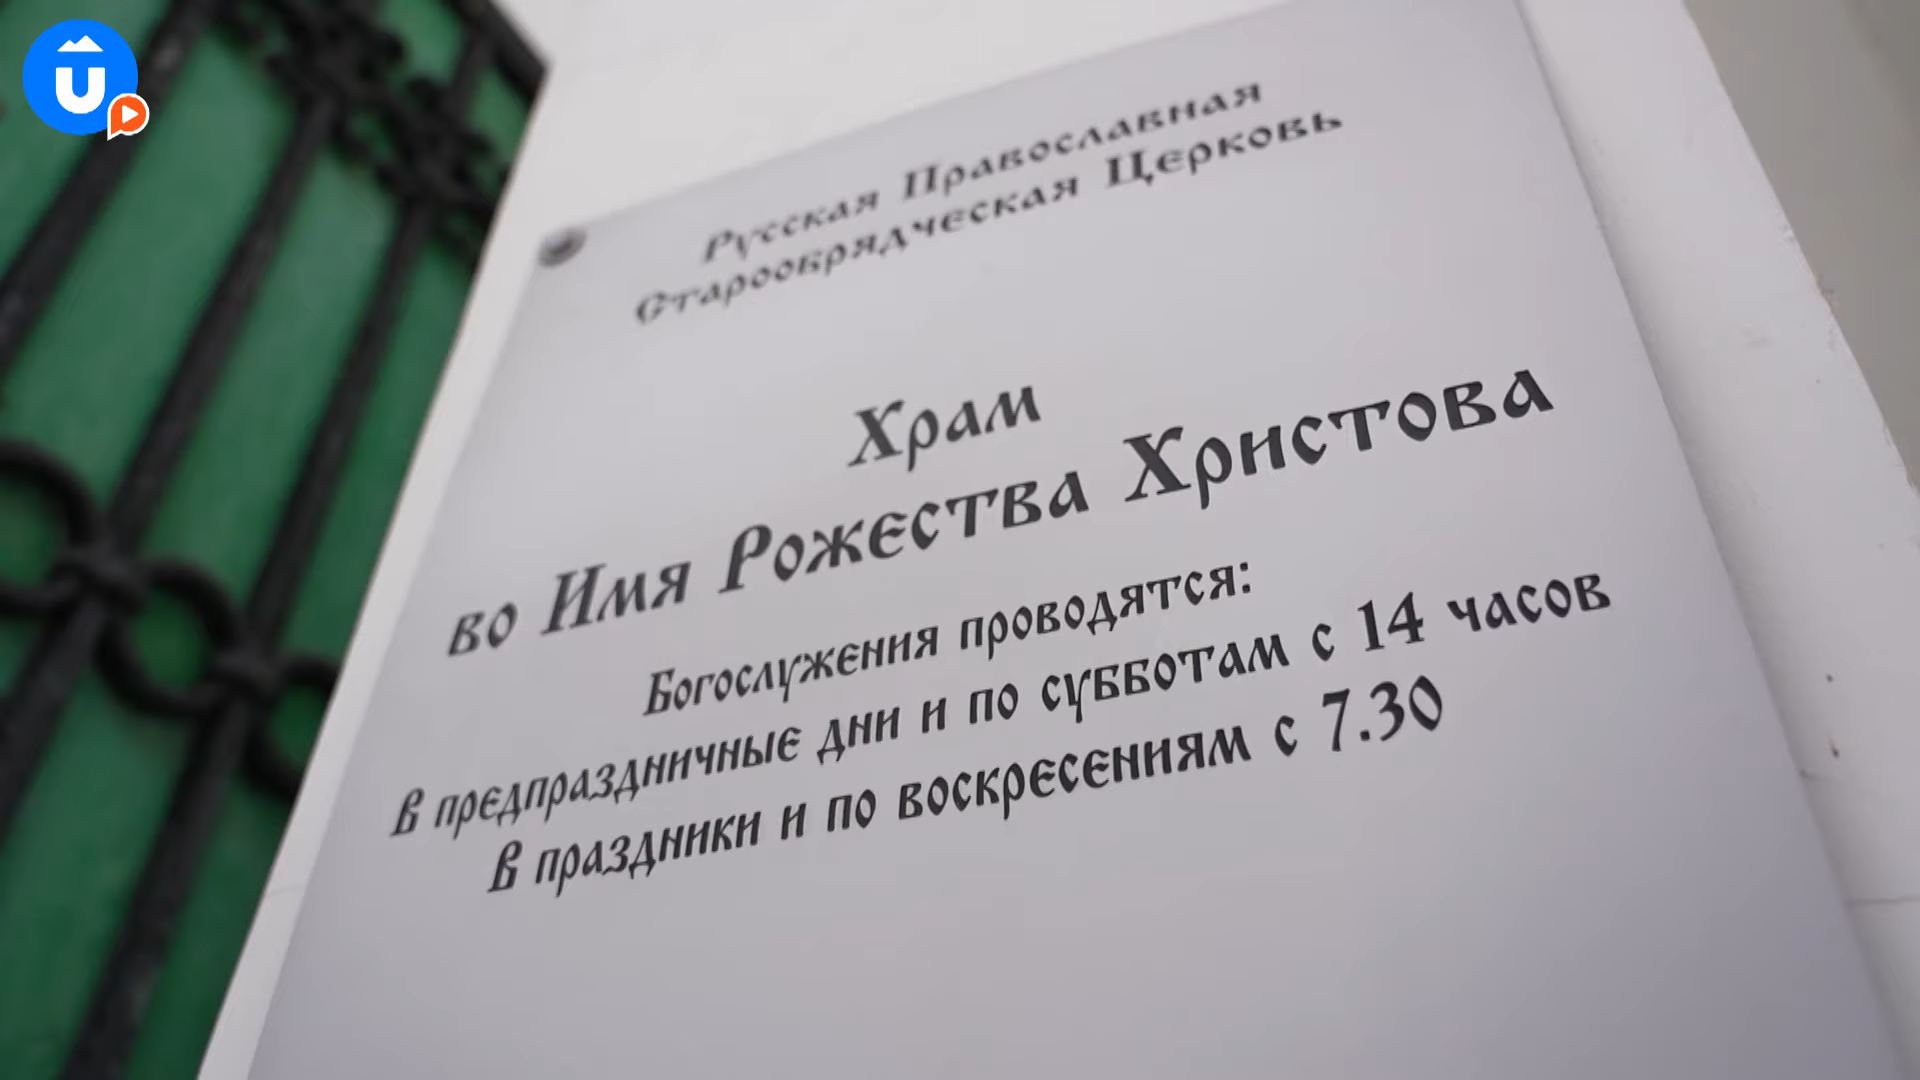 Русская Православная
Старообрядческая Церковь
Храм
во Имя Рожества Христова
Богослужения проводятся:
В предпраздничные дни и по субботам с 14 часов
В праздники и по воскресениям с 7.30